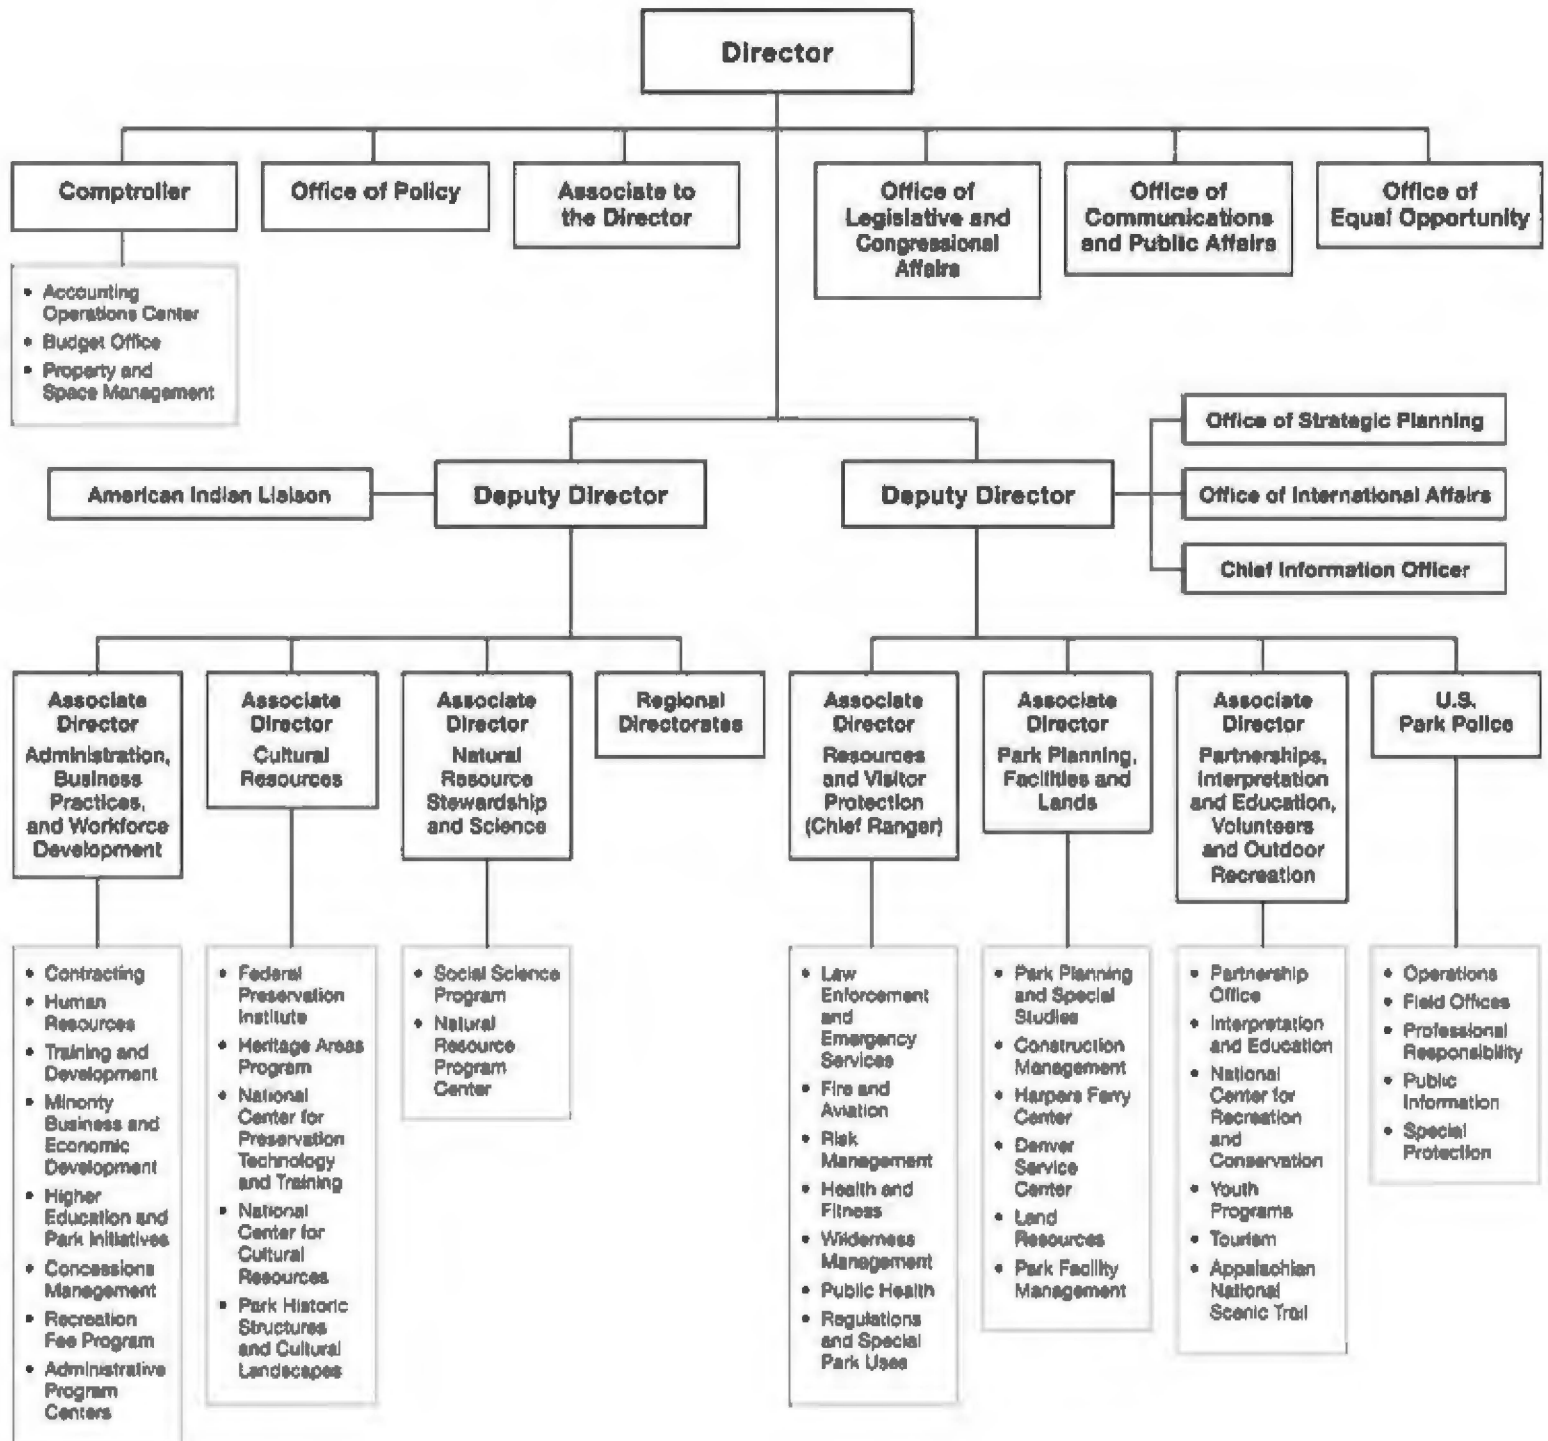 Director
Comptroller
Office of Policy
Associate to
the Director
Office of
Legislative and
Congressional
Affairs
Office of
Communications
and Public Affairs
Office of
Equal Opportunity
• Accounting
Operations Center
• Budget Office
• Property and
Space Management
American Indian Liaison
Deputy Director
Deputy Director
Office of Strategic Planning
Office of International Affairs
Chief Information Officer
Associate
Director
Administration,
Business
Practices,
and Workforce
Development
Associate
Director
Cultural
Resources
Associate
Director
Natural
Resource
Stewardship
and Science
Regional
Directorates
Associate
Director
Resources
and Visitor
Protection
(Chief Ranger)
Associate
Director
Park Planning,
Facilities and
Lands
Associate
Director
Partnerships,
Interpretation
and Education,
Volunteers
and Outdoor
Recreation
U.S.
Park Police
• Contracting
• Human
Resources
• Training and
Development
• Minority
Business and
Economic
Development
• Higher
Education and
Park Initiatives
• Concessions
Management
• Recreation
Fee Program
• Administrative
Program
Centers
• Federal
Preservation
Institute
• Heritage Areas
Program
• National
Center for
Preservation
Technology
and Training
• National
Center for
Cultural
Resources
• Park Historic
Structures
and Cultural
Landscapes
• Social Science
Program
• Natural
Resource
Program
Center
• Law
Enforcement
and
Emergency
Services
• Fire and
Aviation
• Risk
Management
• Health and
Fitness
• Wilderness
Management
• Public Health
• Regulations
and Special
Park Uses
• Park Planning
and Special
Studies
• Construction
Management
• Harpers Ferry
Center
• Denver
Service
Center
• Land
Resources
• Park Facility
Management
• Partnership
Office
• Interpretation
and Education
• National
Center for
Recreation
and
Conservation
• Youth
Programs
• Tourism
• Appalachian
National
Scenic Trail
• Operations
• Field Offices
• Professional
Responsibility
• Public
Information
• Special
Protection